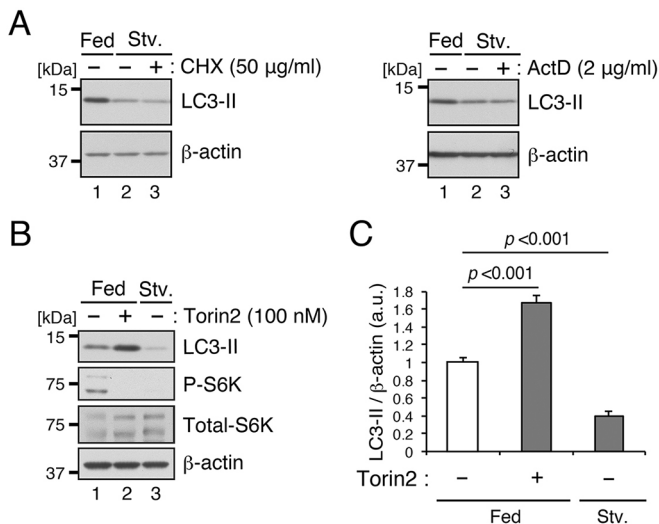 A
Fed Stv.
− − + : CHX (50 μg/ml)
[kDa]
15
LC3-II
37
β-actin
1 2 3
Fed Stv.
− − + : ActD (2 μg/ml)
[kDa]
15
LC3-II
37
β-actin
1 2 3
B
Fed Stv.
− + − : Torin2 (100 nM)
[kDa]
15
LC3-II
75
P-S6K
75
Total-S6K
37
β-actin
1 2 3
C
p <0.001
p <0.001
LC3-II / β-actin (a.u.)
1.8
1.6
1.4
1.2
1
0.8
0.6
0.4
0.2
0
Torin2 : − + −
Fed Stv.